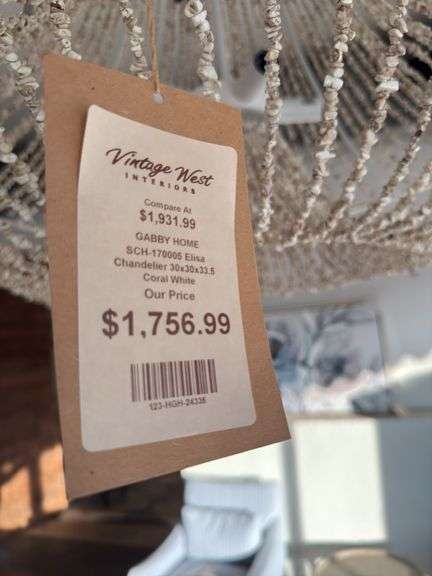 Vintage West
INTERIORS
Compare At
$1,931.99
GABBY HOME
SCH-170005 Elisa
Chandelier 30x30x33.5
Coral White
Our Price
$1,756.99
123-HGH-24335